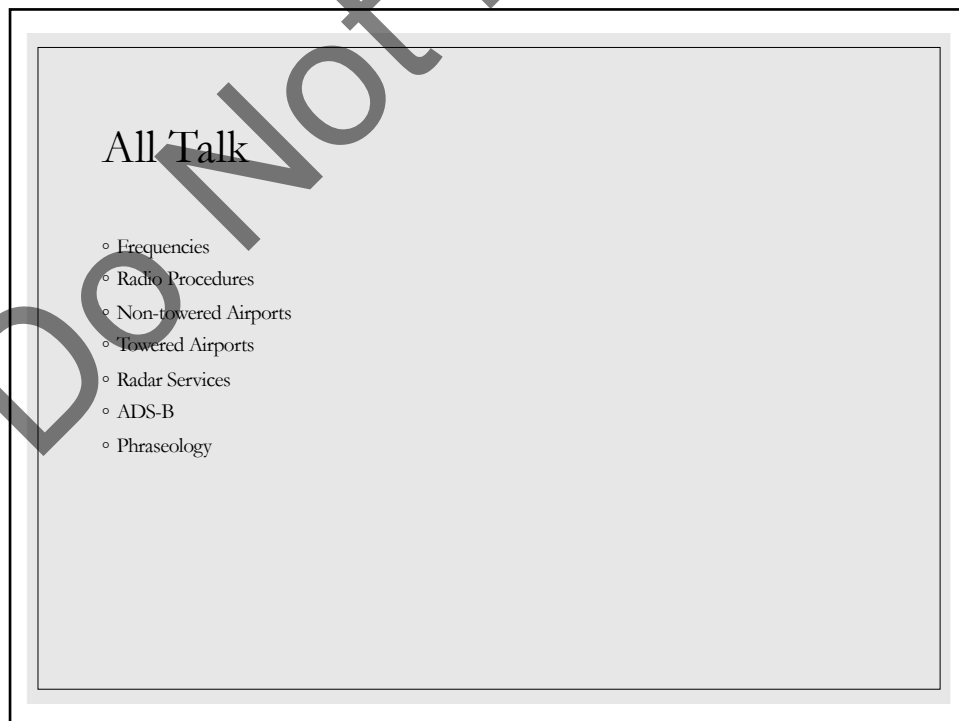 All Talk
◦ Frequencies
◦ Radio Procedures
◦ Non-towered Airports
◦ Towered Airports
◦ Radar Services
◦ ADS-B
◦ Phraseology
Do Not